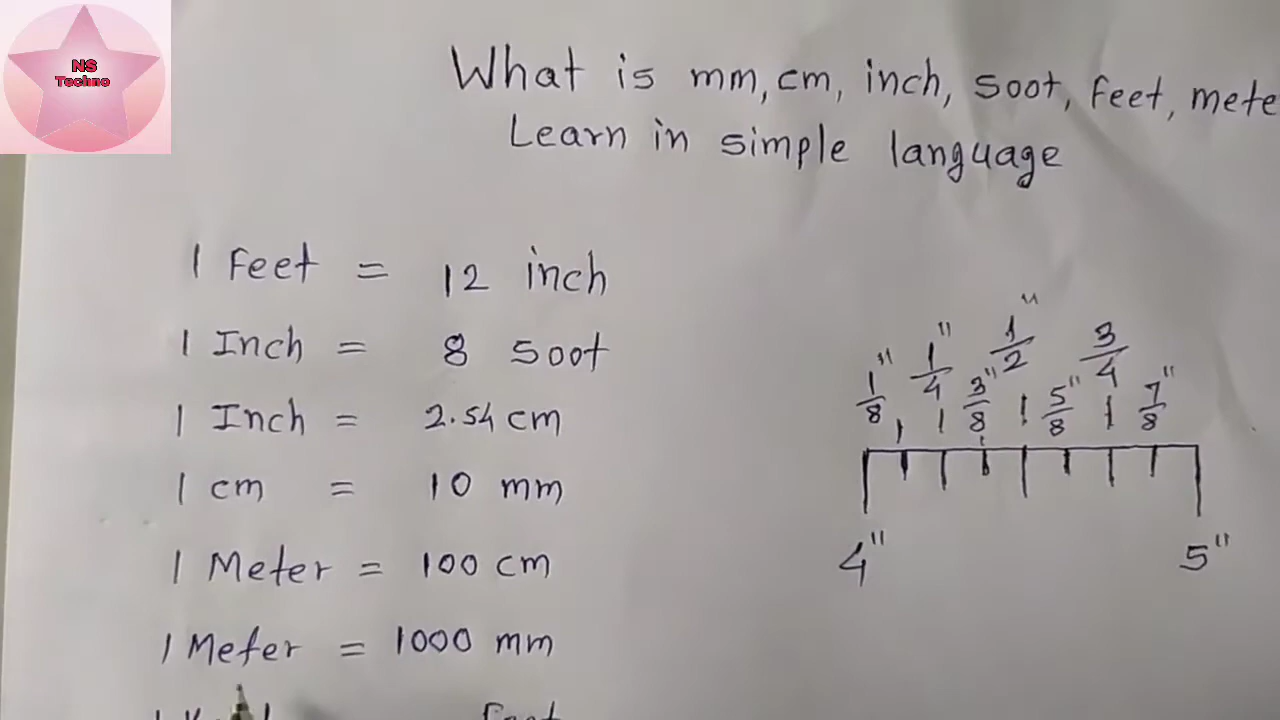 NS
Techno
What is mm, cm, inch, soot, feet, mete
Learn in simple language
1 Feet = 12 inch
1 Inch = 8 soot
1 Inch = 2.54 cm
1 cm = 10 mm
1 Meter = 100 cm
1 Meter = 1000 mm
1/8" 1/4" 3/8" 1/2" 5/8" 3/4" 7/8"
4" 5"